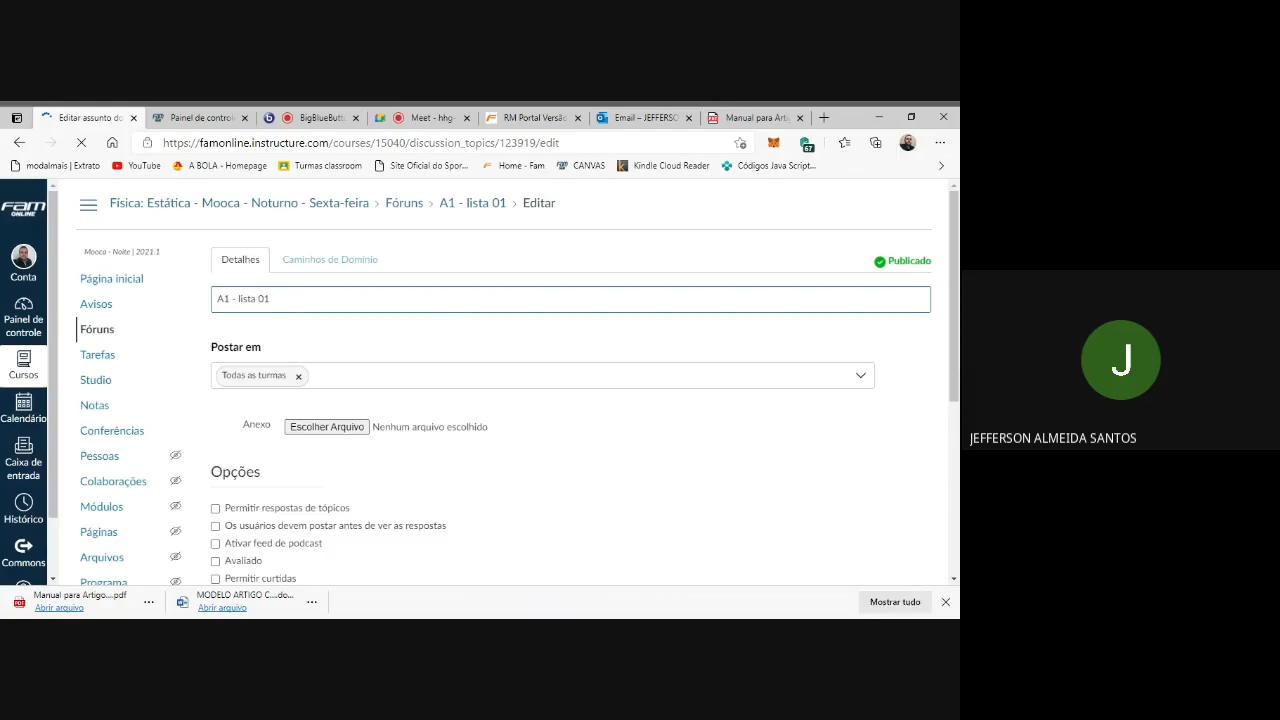 Editar assunto do
Painel de control
BigBlueButt
Meet - hhg-
RM Portal Versão
Email – JEFFERSO
Manual para Arti
https://famonline.instructure.com/courses/15040/discussion_topics/123919/edit
67
modalmais | Extrato
YouTube
A BOLA - Homepage
Turmas classroom
Site Oficial do Spor...
Home - Fam
CANVAS
Kindle Cloud Reader
Códigos Java Script...
FAM
ONLINE
Física: Estática - Mooca - Noturno - Sexta-feira > Fóruns > A1 - lista 01 > Editar
Mooca - Noite | 2021.1
Detalhes
Caminhos de Domínio
Publicado
Conta
Painel de
controle
Cursos
Calendário
Caixa de
entrada
Histórico
Commons
Página inicial
Avisos
Fóruns
Tarefas
Studio
Notas
Conferências
Pessoas
Colaborações
Módulos
Páginas
Arquivos
Programa
A1 - lista 01
Postar em
Todas as turmas
Anexo
Escolher Arquivo
Nenhum arquivo escolhido
Opções
Permitir respostas de tópicos
Os usuários devem postar antes de ver as respostas
Ativar feed de podcast
Avaliado
Permitir curtidas
Manual para Artigo....pdf
Abrir arquivo
MODELO ARTIGO C....do...
Abrir arquivo
Mostrar tudo
J
JEFFERSON ALMEIDA SANTOS